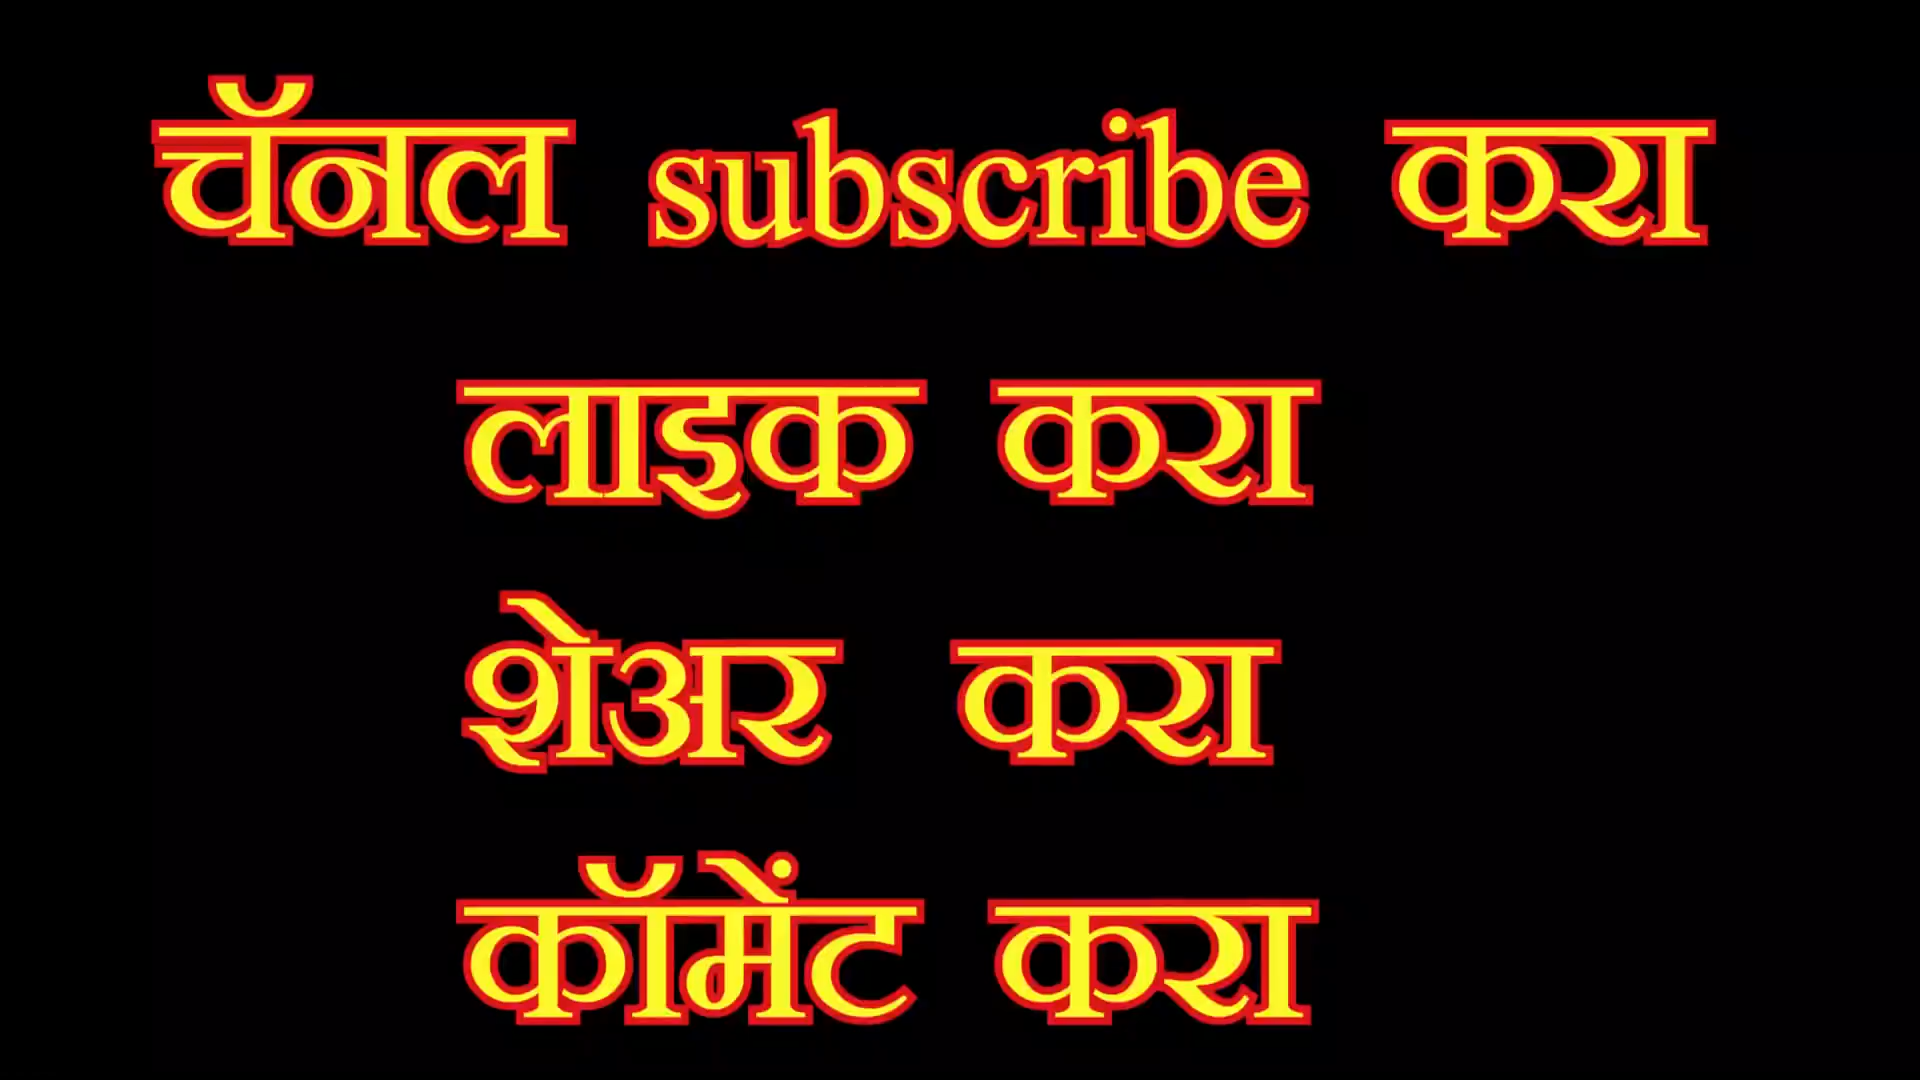 चॅनल subscribe करा
लाइक करा
शेअर करा
कॉमेंट करा